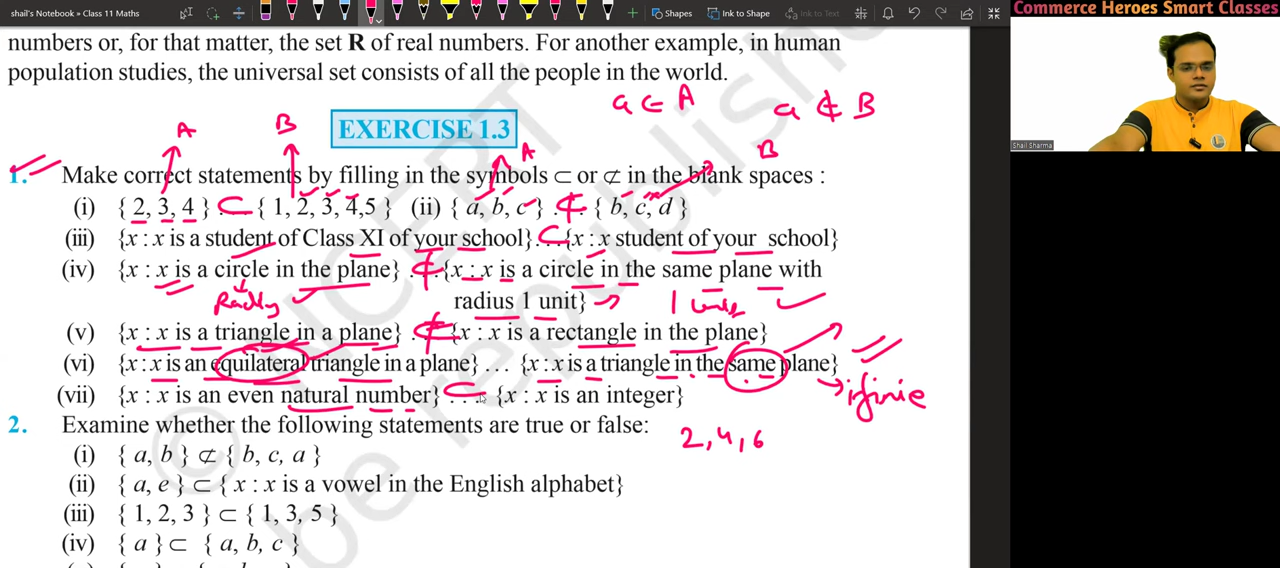 shail's Notebook » Class 11 Maths
Shapes
Ink to Shape
Ink to Text
Commerce Heroes Smart Classes
numbers or, for that matter, the set R of real numbers. For another example, in human
population studies, the universal set consists of all the people in the world.
a ⊂ A
a ⊄ B
A
B
EXERCISE 1.3
A
B
Shail Sharma
1. Make correct statements by filling in the symbols ⊂ or ⊄ in the blank spaces :
(i) { 2, 3, 4 } ⊂ { 1, 2, 3, 4,5 } (ii) { a, b, c } ⊄ { b, c, d }
(iii) {x : x is a student of Class XI of your school} ⊂ {x : x student of your school}
(iv) {x : x is a circle in the plane} ⊄ {x : x is a circle in the same plane with
radius 1 unit} → 1 unit
(v) {x : x is a triangle in a plane} ⊄ {x : x is a rectangle in the plane}
(vi) {x : x is an equilateral triangle in a plane} . . . {x : x is a triangle in the same plane}
(vii) {x : x is an even natural number} ⊂ {x : x is an integer}
→ ifinie
2. Examine whether the following statements are true or false:
2, 4, 6
(i) { a, b } ⊄ { b, c, a }
(ii) { a, e } ⊂ { x : x is a vowel in the English alphabet}
(iii) { 1, 2, 3 } ⊂ { 1, 3, 5 }
(iv) { a } ⊂ { a, b, c }